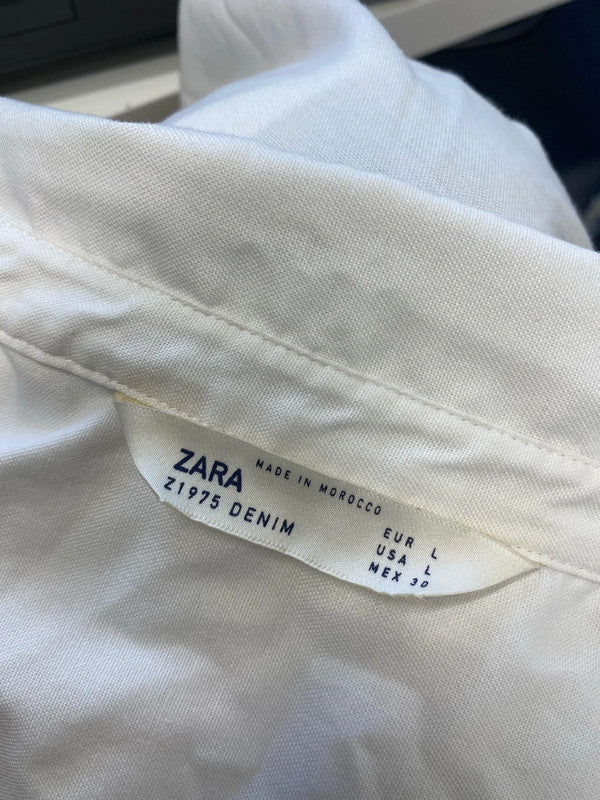 ZARA
Z1975 DENIM
MADE IN MOROCCO
EUR L
USA L
MEX 30